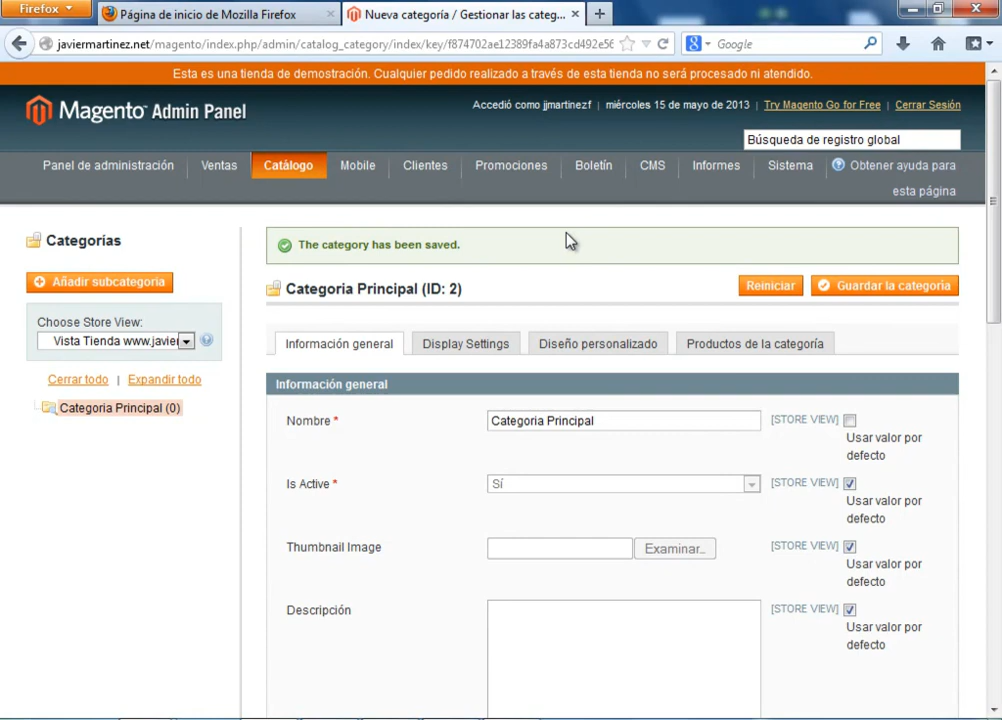 Firefox
Página de inicio de Mozilla Firefox
Nueva categoría / Gestionar las categ...
javiermartinez.net/magento/index.php/admin/catalog_category/index/key/f874702ae12389fa4a873cd492c56
Google
Esta es una tienda de demostración. Cualquier pedido realizado a través de esta tienda no será procesado ni atendido.
Magento Admin Panel
Accedió como jjmartinezf | miércoles 15 de mayo de 2013 | Try Magento Go for Free | Cerrar Sesión
Búsqueda de registro global
Panel de administración Ventas Catálogo Mobile Clientes Promociones Boletín CMS Informes Sistema Obtener ayuda para
esta página
Categorías
The category has been saved.
Añadir subcategoría
Categoria Principal (ID: 2)
Reiniciar
Guardar la categoría
Choose Store View:
Vista Tienda www.javier
Cerrar todo | Expandir todo
Categoria Principal (0)
Información general
Display Settings
Diseño personalizado
Productos de la categoría
Información general
Nombre *
Categoria Principal
[STORE VIEW]
Usar valor por
defecto
Is Active *
Sí
[STORE VIEW]
Usar valor por
defecto
Thumbnail Image
Examinar...
[STORE VIEW]
Usar valor por
defecto
Descripción
[STORE VIEW]
Usar valor por
defecto